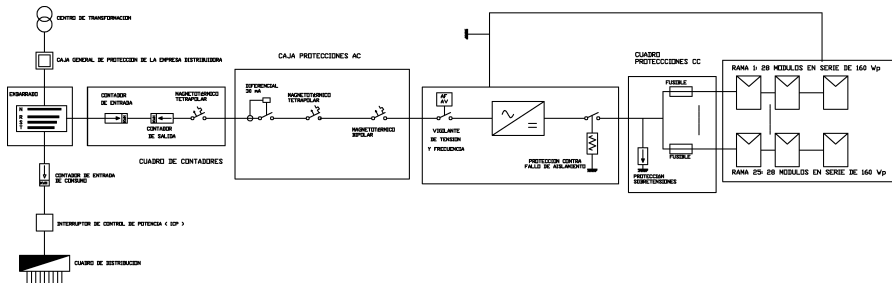 CENTRO DE TRANSFORMACION
CAJA GENERAL DE PROTECCION DE LA EMPRESA DISTRIBUIDORA
EMBARRADO
N
R S T
CONTADOR
DE ENTRADA
MAGNETOTéRMICO
TETRAPOLAR
CONTADOR
DE SALIDA
CUADRO DE CONTADORES
CAJA PROTECCIONES AC
DIFERENCIAL
30 mA
MAGNETOTéRMICO
TETRAPOLAR
MAGNETOTéRMICO
BIPOLAR
AF
AV
VIGILANTE
DE TENSION
Y FRECUENCIA
PROTECCION CONTRA
FALLO DE AISLAMIENTO
CUADRO
PROTECCCIONES CC
FUSIBLE
FUSIBLE
PROTECCION
SOBRETENSIONES
RAMA 1: 28 MODULOS EN SERIE DE 160 Wp
RAMA 25: 28 MODULOS EN SERIE DE 160 Wp
CONTADOR DE ENTRADA
DE CONSUMO
INTERRUPTOR DE CONTROL DE POTENCIA ( ICP )
CUADRO DE DISTRIBUCION